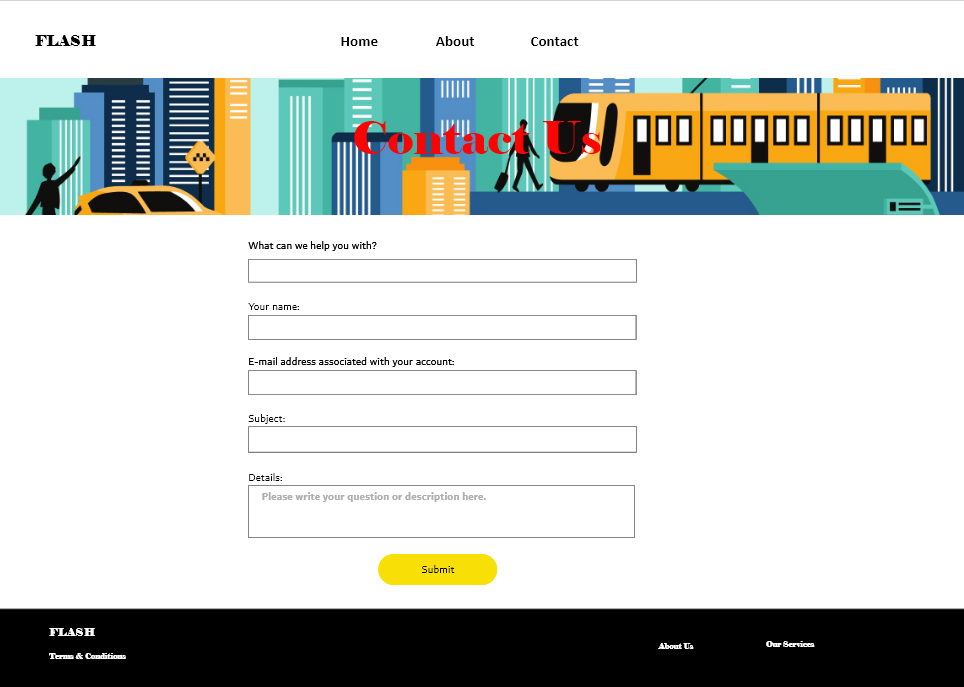 FLASH
Home About Contact
Contact Us
What can we help you with?
Your name:
E-mail address associated with your account:
Subject:
Details:
Please write your question or description here.
Submit
FLASH
Terms & Conditions
About Us
Our Services